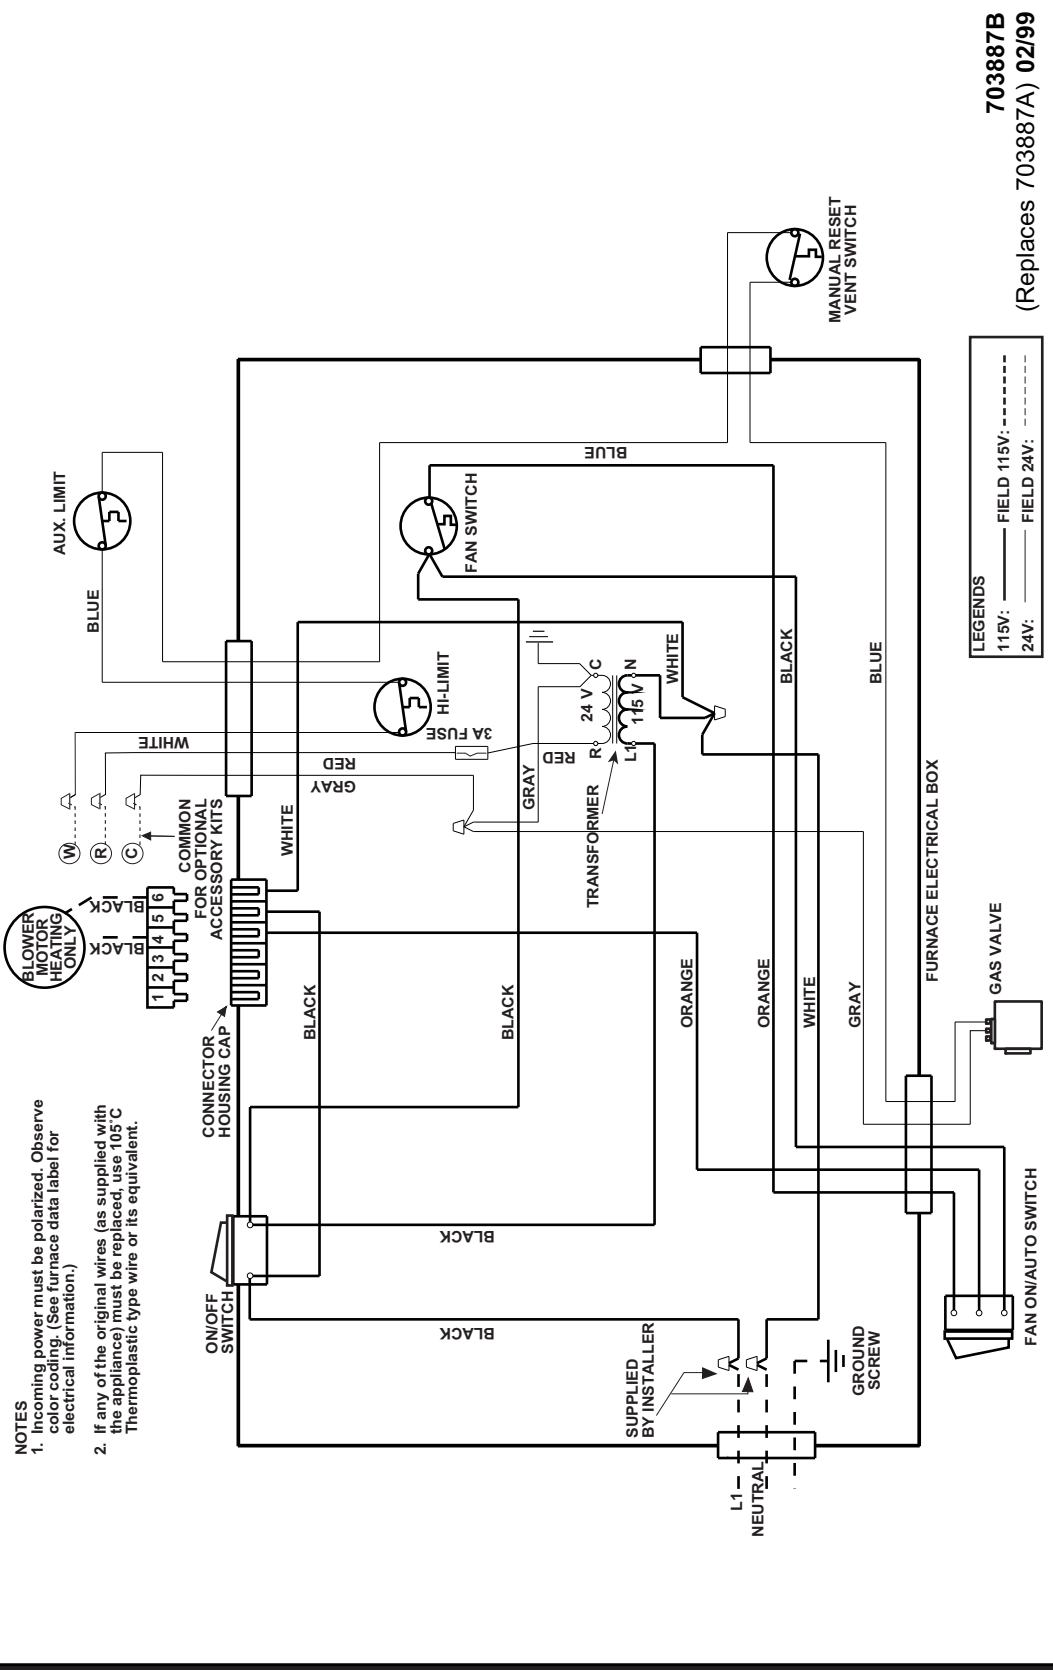 NOTES
1. Incoming power must be polarized. Observe
color coding. (See furnace data label for
electrical information.)
2. If any of the original wires (as supplied with
the appliance) must be replaced, use 105°C
Thermoplastic type wire or its equivalent.
BLOWER
MOTOR
HEATING
ONLY
BLACK
BLACK
1 2 3 4 5 6
W
R
C
COMMON
FOR OPTIONAL
ACCESSORY KITS
CONNECTOR
HOUSING CAP
ON/OFF
SWITCH
AUX. LIMIT
BLUE
WHITE
RED
GRAY
HI-LIMIT
3A FUSE
FAN SWITCH
BLUE
WHITE
BLACK
BLACK
BLACK
BLACK
GRAY
RED
R
24 V
C
L1
115 V
N
TRANSFORMER
WHITE
BLACK
ORANGE
ORANGE
WHITE
GRAY
BLUE
SUPPLIED
BY INSTALLER
L1
NEUTRAL
GROUND
SCREW
FURNACE ELECTRICAL BOX
GAS VALVE
FAN ON/AUTO SWITCH
MANUAL RESET
VENT SWITCH
LEGENDS
115V: FIELD 115V:
24V: FIELD 24V:
703887B
(Replaces 703887A) 02/99